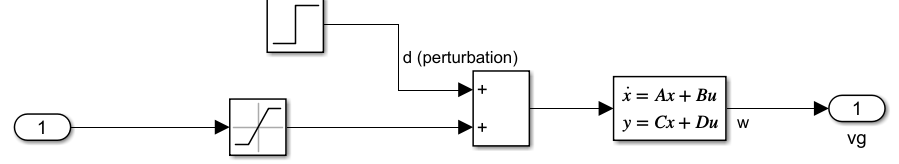 d (perturbation)
+
+
1
ẋ = Ax + Bu
y = Cx + Du
w
1
vg